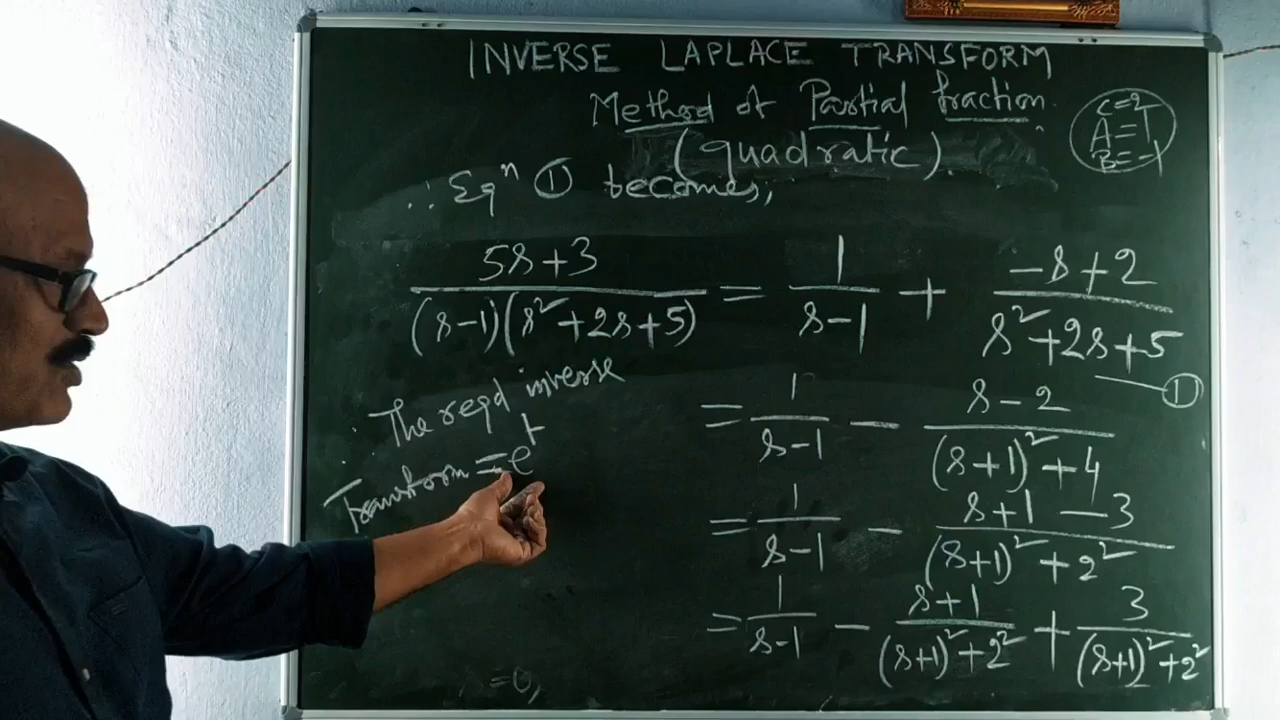 INVERSE LAPLACE TRANSFORM
Method of Partial fraction.
(quadratic).
C=2
A=1
B=-1
∴ Eqⁿ ① becomes,
5s+3/(s-1)(s²+2s+5) = 1/s-1 + -s+2/s²+2s+5
①
= 1/s-1 - s-2/(s+1)²+4
= 1/s-1 - s+1-3/(s+1)²+2²
= 1/s-1 - s+1/(s+1)²+2² + 3/(s+1)²+2²
∴ The reqd inverse
Transform = e^t